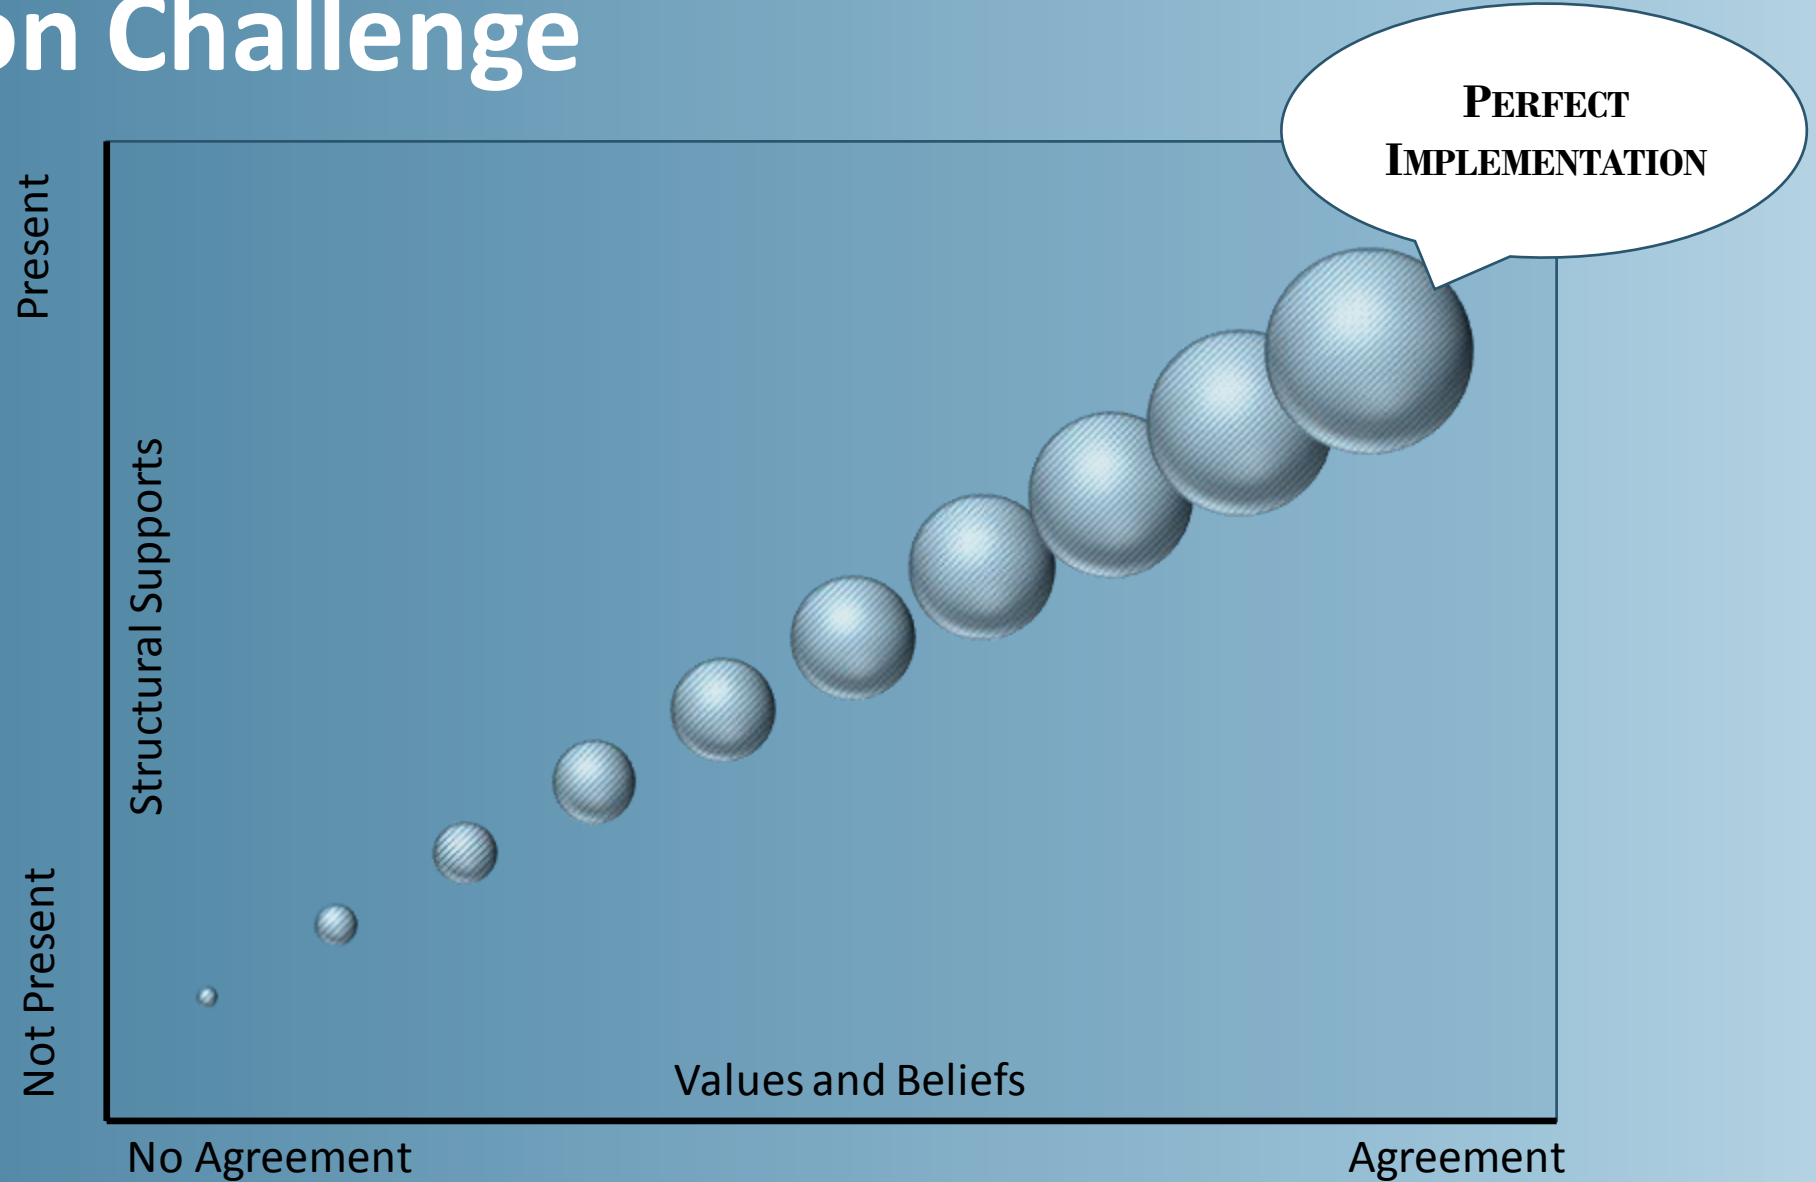 on Challenge
PERFECT
IMPLEMENTATION
Present
Structural Supports
Not Present
Values and Beliefs
No Agreement
Agreement